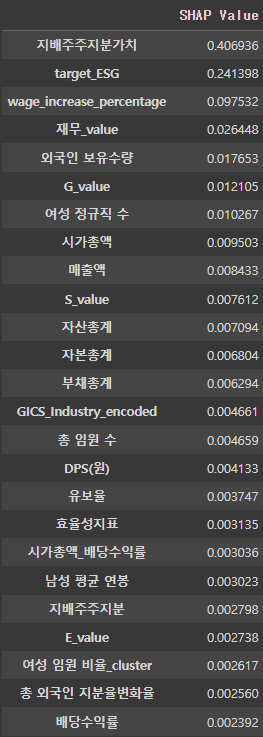 SHAP Value
지배주주지분가치 0.406936
target_ESG 0.241398
wage_increase_percentage 0.097532
재무_value 0.026448
외국인 보유수량 0.017653
G_value 0.012105
여성 정규직 수 0.010267
시가총액 0.009503
매출액 0.008433
S_value 0.007612
자산총계 0.007094
자본총계 0.006804
부채총계 0.006294
GICS_Industry_encoded 0.004661
총 임원 수 0.004659
DPS(원) 0.004133
유보율 0.003747
효율성지표 0.003135
시가총액_배당수익률 0.003036
남성 평균 연봉 0.003023
지배주주지분 0.002798
E_value 0.002738
여성 임원 비율_cluster 0.002617
총 외국인 지분율변화율 0.002560
배당수익률 0.002392